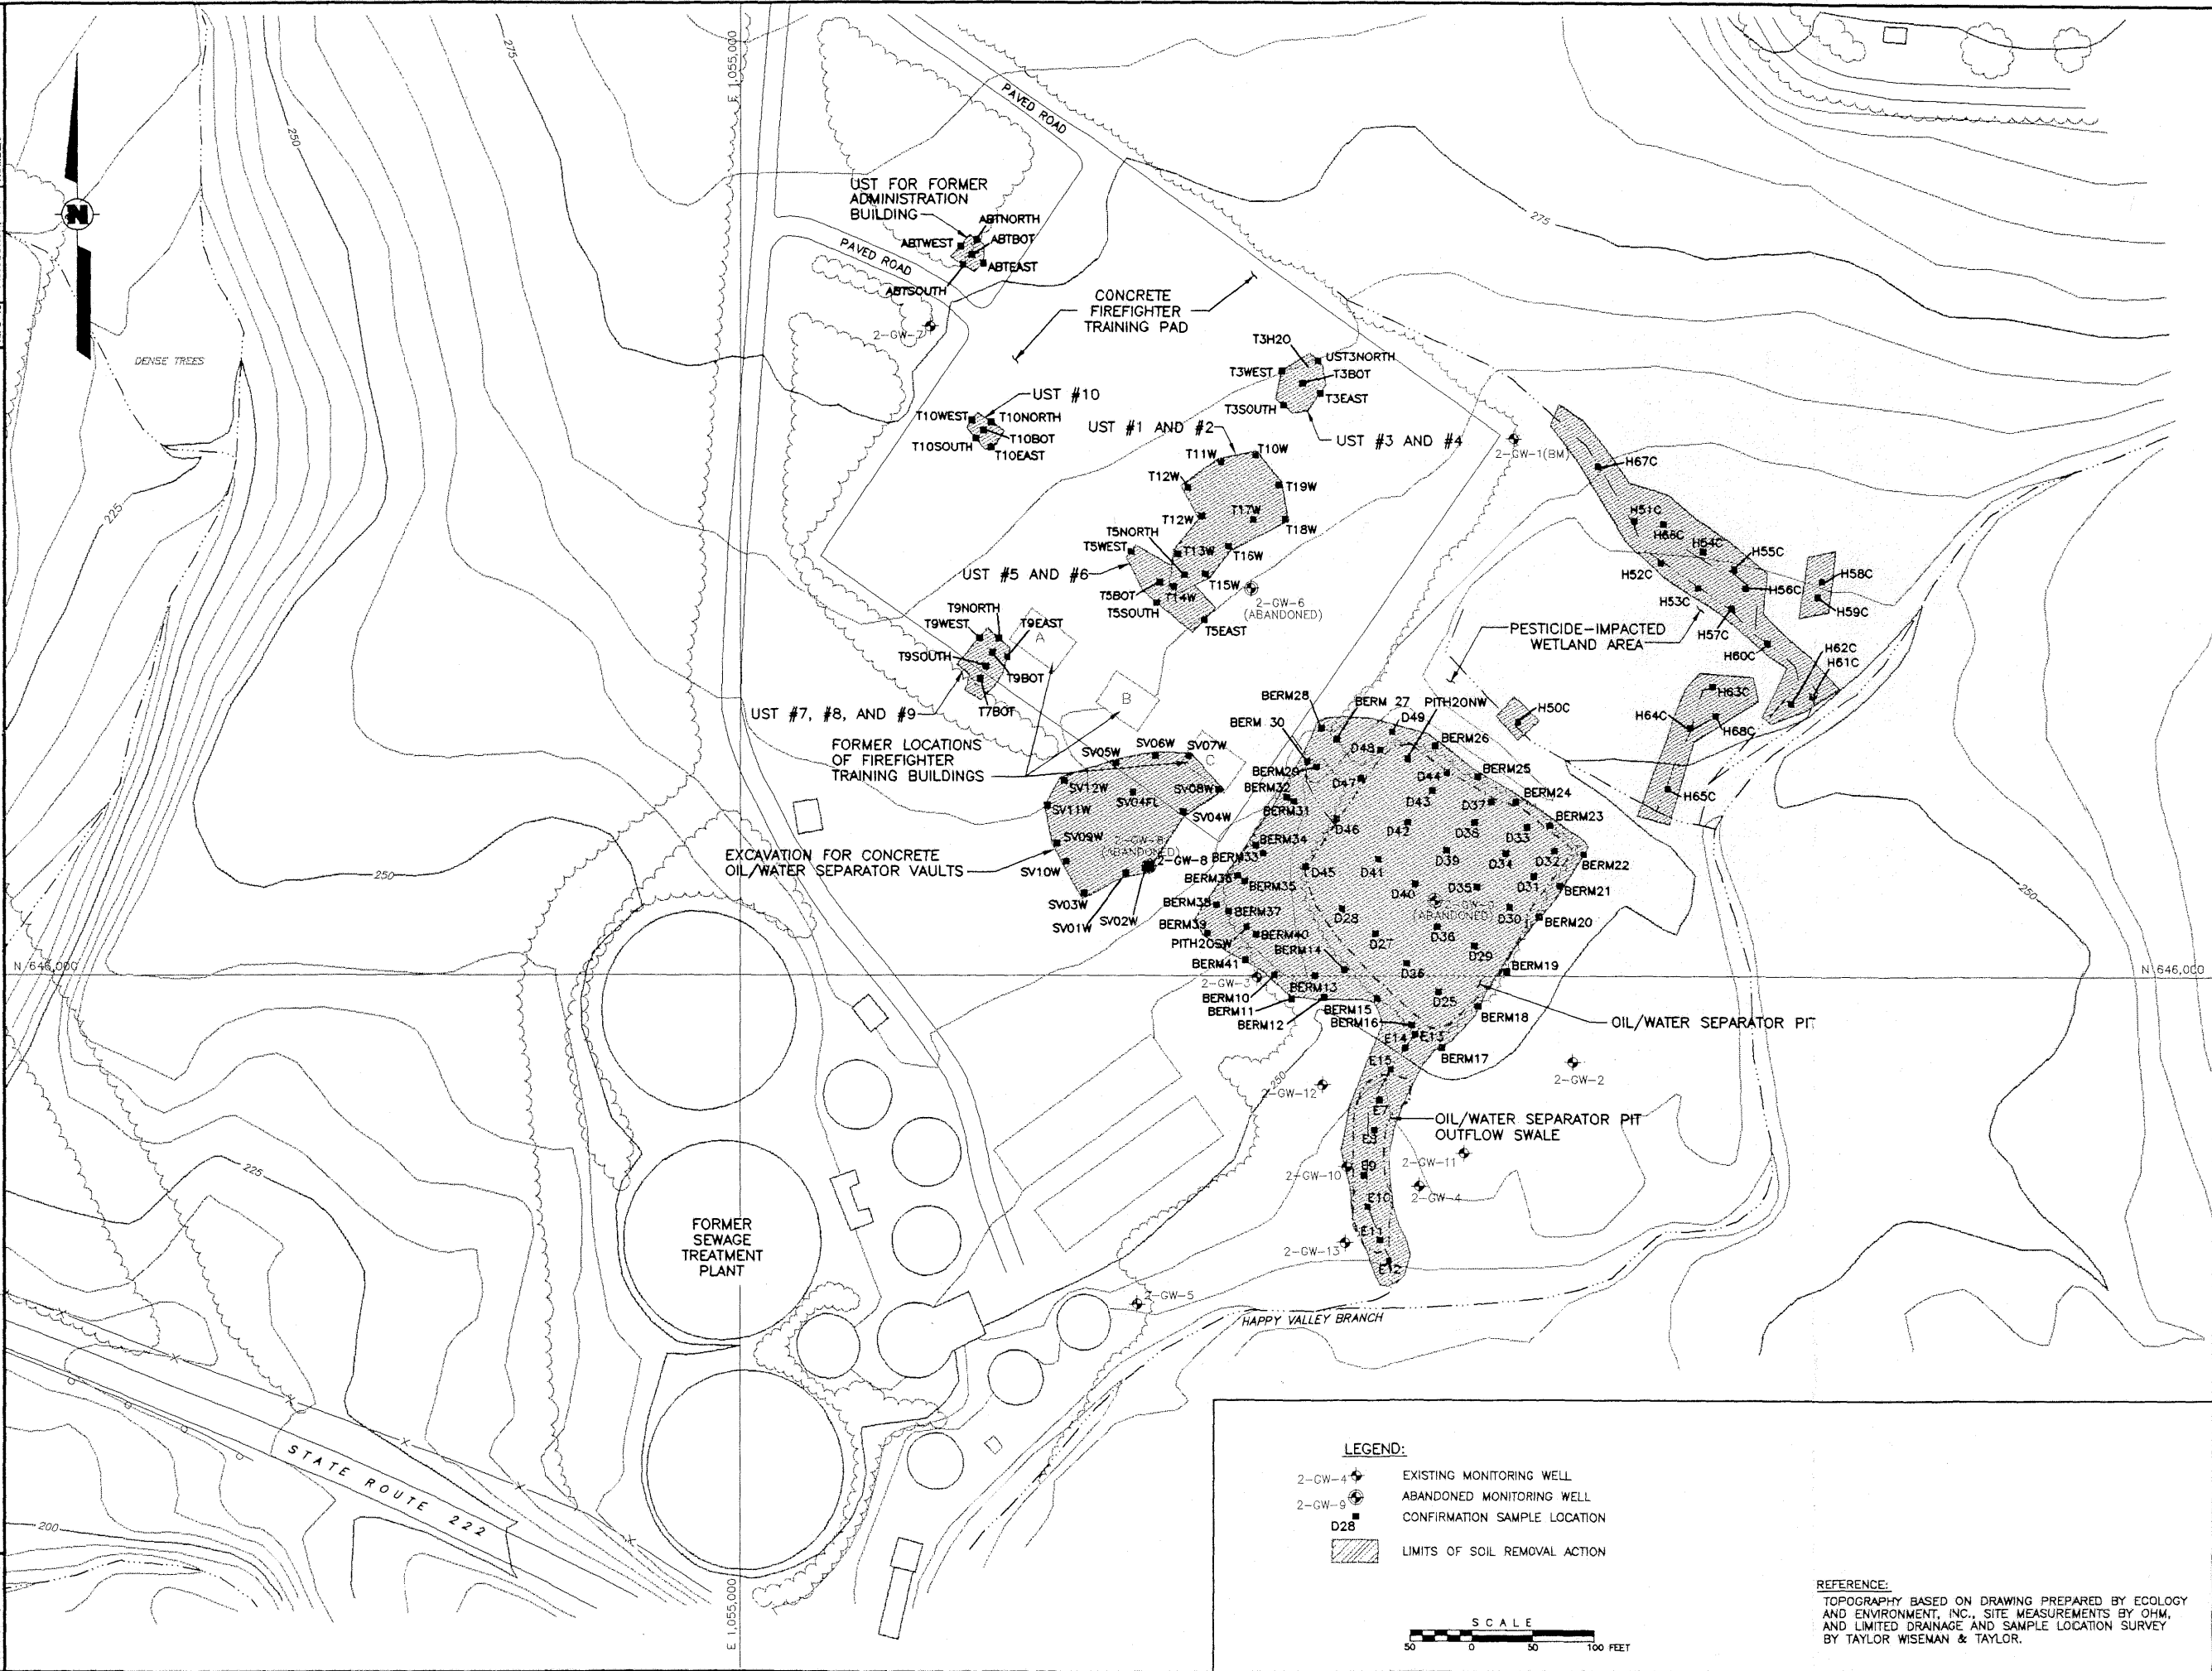 275
E 1,055,000
250
N
DENSE TREES
225
PAVED ROAD
275
UST FOR FORMER
ADMINISTRATION
BUILDING
ABTNORTH
ABTWEST
ABTBOT
ABTEAST
ABTSOUTH
PAVED ROAD
CONCRETE
FIREFIGHTER
TRAINING PAD
T3H20
UST3NORTH
T3WEST
T3BOT
T3EAST
T3SOUTH
UST #3 AND #4
UST #10
T10WEST
T10NORTH
T10BOT
T10SOUTH
T10EAST
UST #1 AND #2
T11W
T10W
T12W
T19W
T12W
T17W
T18W
T5NORTH
T5WEST
T13W
T16W
UST #5 AND #6
T15W
T5BOT
T14W
T5SOUTH
T5EAST
2-GW-6
(ABANDONED)
2-GW-1(BM)
H67C
H51C
H55C
H52C
H56C
H53C
H57C
H58C
H59C
H60C
H62C
H61C
PESTICIDE-IMPACTED
WETLAND AREA
H63C
H64C
H68C
H65C
H50C
T9NORTH
T9WEST
T9EAST
A
T9SOUTH
T9BOT
T7BOT
B
UST #7, #8, AND #9
FORMER LOCATIONS
OF FIREFIGHTER
TRAINING BUILDINGS
SV05W
SV06W
SV07W
C
SV12W
SV04FL
SV08W
SV11W
SV04W
SV09W
(ABANDONED)
2-GW-8
EXCAVATION FOR CONCRETE
OIL/WATER SEPARATOR VAULTS
SV10W
SV03W
SV01W
SV02W
BERM28
BERM 27
PITH20NW
BERM 30
D49
D48
BERM26
BERM29
D47
D44
BERM25
BERM32
BERM31
D43
D37
BERM24
D46
D42
D38
D33
BERM23
BERM34
BERM33
D45
D41
D39
D34
D32
BERM22
BERM36
BERM35
D40
D35
D31
BERM21
BERM38
BERM37
D28
(ABANDONED)
D30
BERM20
BERM39
PITH20SW
BERM40
D27
D36
D29
BERM14
BERM41
D26
BERM19
2-GW-3
BERM10
BERM13
D25
BERM11
BERM15
BERM18
BERM12
BERM16
OIL/WATER SEPARATOR PIT
E14
E13
BERM17
E15
2-GW-12
2-GW-2
E7
OIL/WATER SEPARATOR PIT
OUTFLOW SWALE
2-GW-10
E9
2-GW-11
2-GW-4
E10
E11
2-GW-13
E12
2-GW-5
HAPPY VALLEY BRANCH
250
250
250
N 646,000
N 646,000
225
FORMER
SEWAGE
TREATMENT
PLANT
STATE ROUTE 222
200
E 1,055,000
LEGEND:
2-GW-4 EXISTING MONITORING WELL
2-GW-9 ABANDONED MONITORING WELL
D28 CONFIRMATION SAMPLE LOCATION
LIMITS OF SOIL REMOVAL ACTION
SCALE
50 0 50 100 FEET
REFERENCE:
TOPOGRAPHY BASED ON DRAWING PREPARED BY ECOLOGY
AND ENVIRONMENT, INC., SITE MEASUREMENTS BY OHM,
AND LIMITED DRAINAGE AND SAMPLE LOCATION SURVEY
BY TAYLOR WISEMAN & TAYLOR.